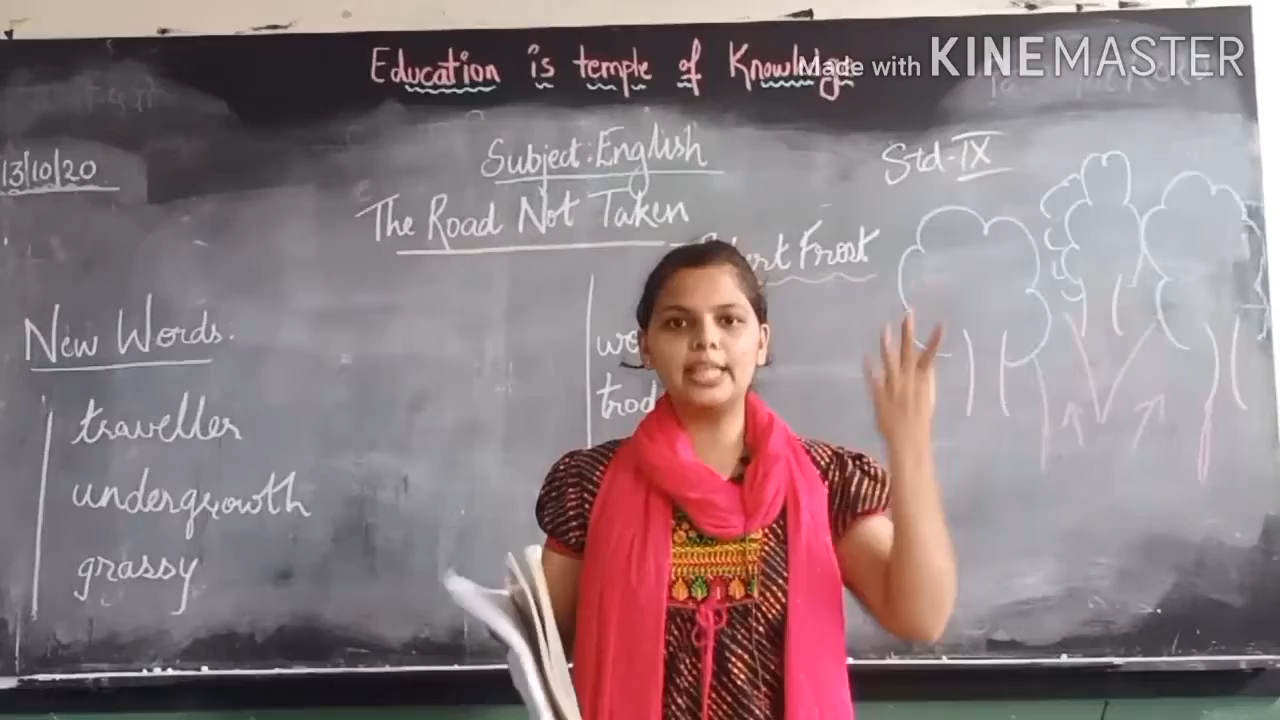 Education is temple of Knowledge
Made with KINEMASTER
13/10/20
Subject:English
Std-IX
The Road Not Taken
Frost
New Words:
traveller
undergrowth
grassy
trod